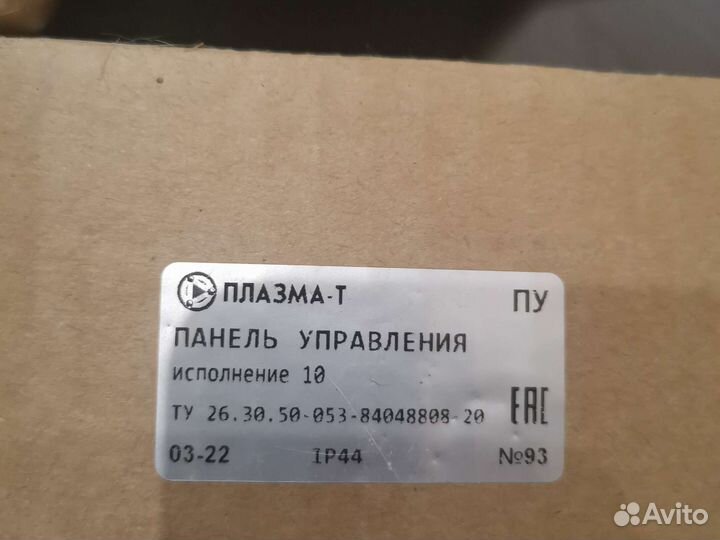 ПЛАЗМА-Т ПУ
ПАНЕЛЬ УПРАВЛЕНИЯ
исполнение 10
ТУ 26.30.50-053-84048808-20 EAC
03-22 IP44 №93
Avito